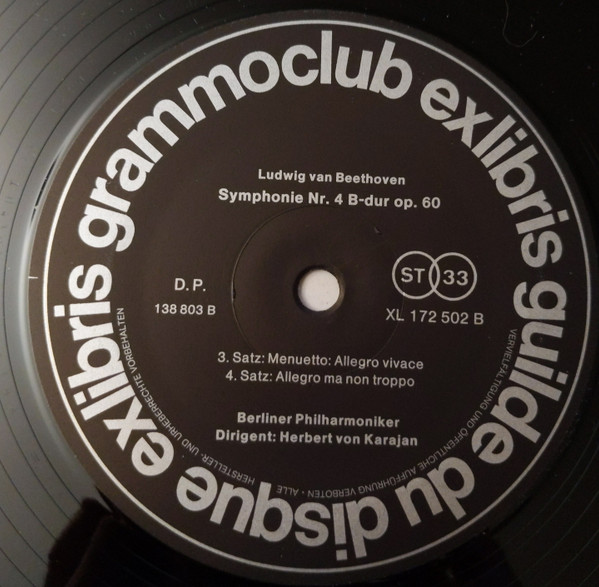 grammoclub exlibris guilde du disque exlibris
Ludwig van Beethoven
Symphonie Nr. 4 B-dur op. 60
D.P.
138 803 B
ST 33
XL 172 502 B
3. Satz: Menuetto: Allegro vivace
4. Satz: Allegro ma non troppo
Berliner Philharmoniker
Dirigent: Herbert von Karajan
ALLE HERSTELLER- UND URHEBERRECHTE VORBEHALTEN
VERVIELFÄLTIGUNG UND ÖFFENTLICHE AUFFÜHRUNG VERBOTEN ·